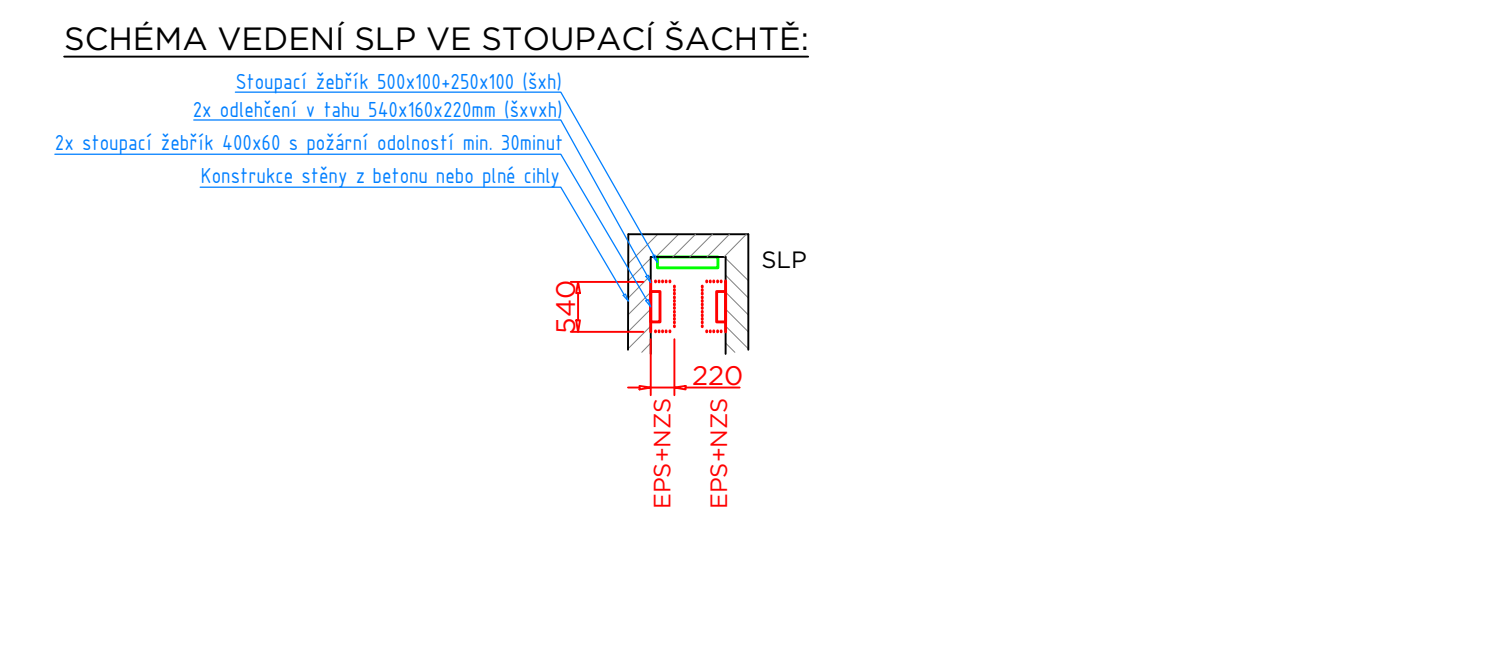 SCHÉMA VEDENÍ SLP VE STOUPACÍ ŠACHTĚ:
Stoupací žebřík 500x100+250x100 (šxh)
2x odlehčení v tahu 540x160x220mm (šxvxh)
2x stoupací žebřík 400x60 s požární odolností min. 30minut
Konstrukce stěny z betonu nebo plné cihly
SLP
540
220
EPS+NZS
EPS+NZS